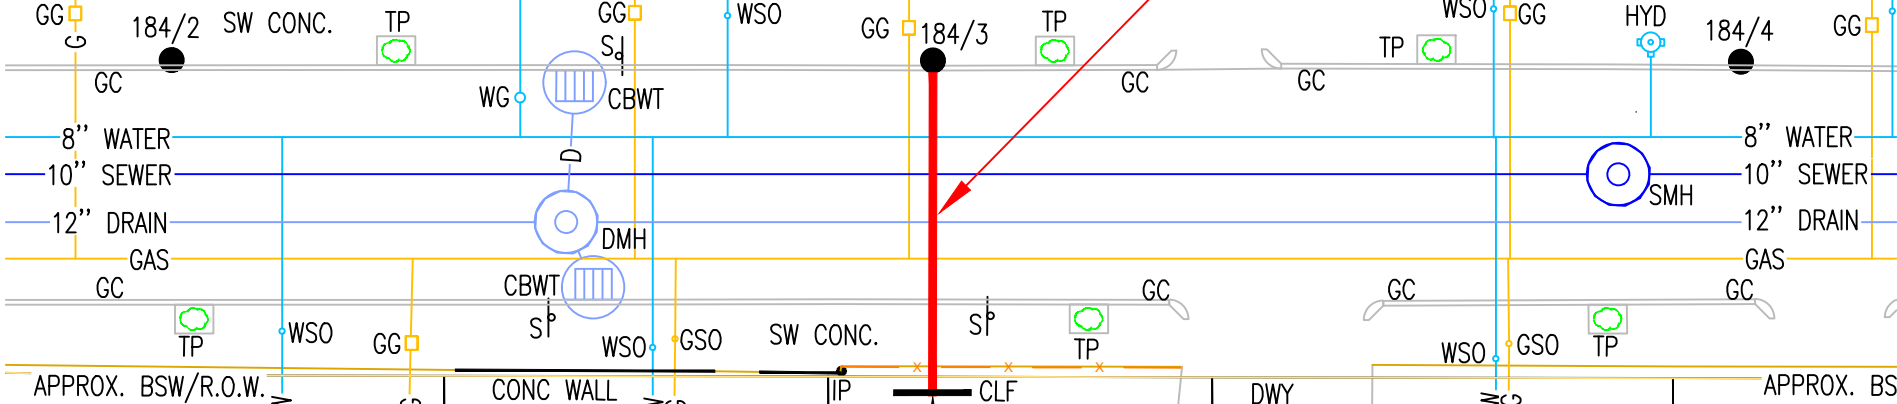 GG GG WSO GG TP WSO GG HYD GG
184/2 SW CONC. TP S 184/3 TP 184/4
G
GC WG CBWT GC GC
8'' WATER 8'' WATER
D
10'' SEWER 10'' SEWER
SMH
12'' DRAIN 12'' DRAIN
DMH
GAS GAS
GC CBWT GC GC GC
TP WSO GG S WSO GSO SW CONC. S TP WSO GSO TP
APPROX. BSW/R.O.W. CONC WALL IP X X X CLF DWY APPROX. BS